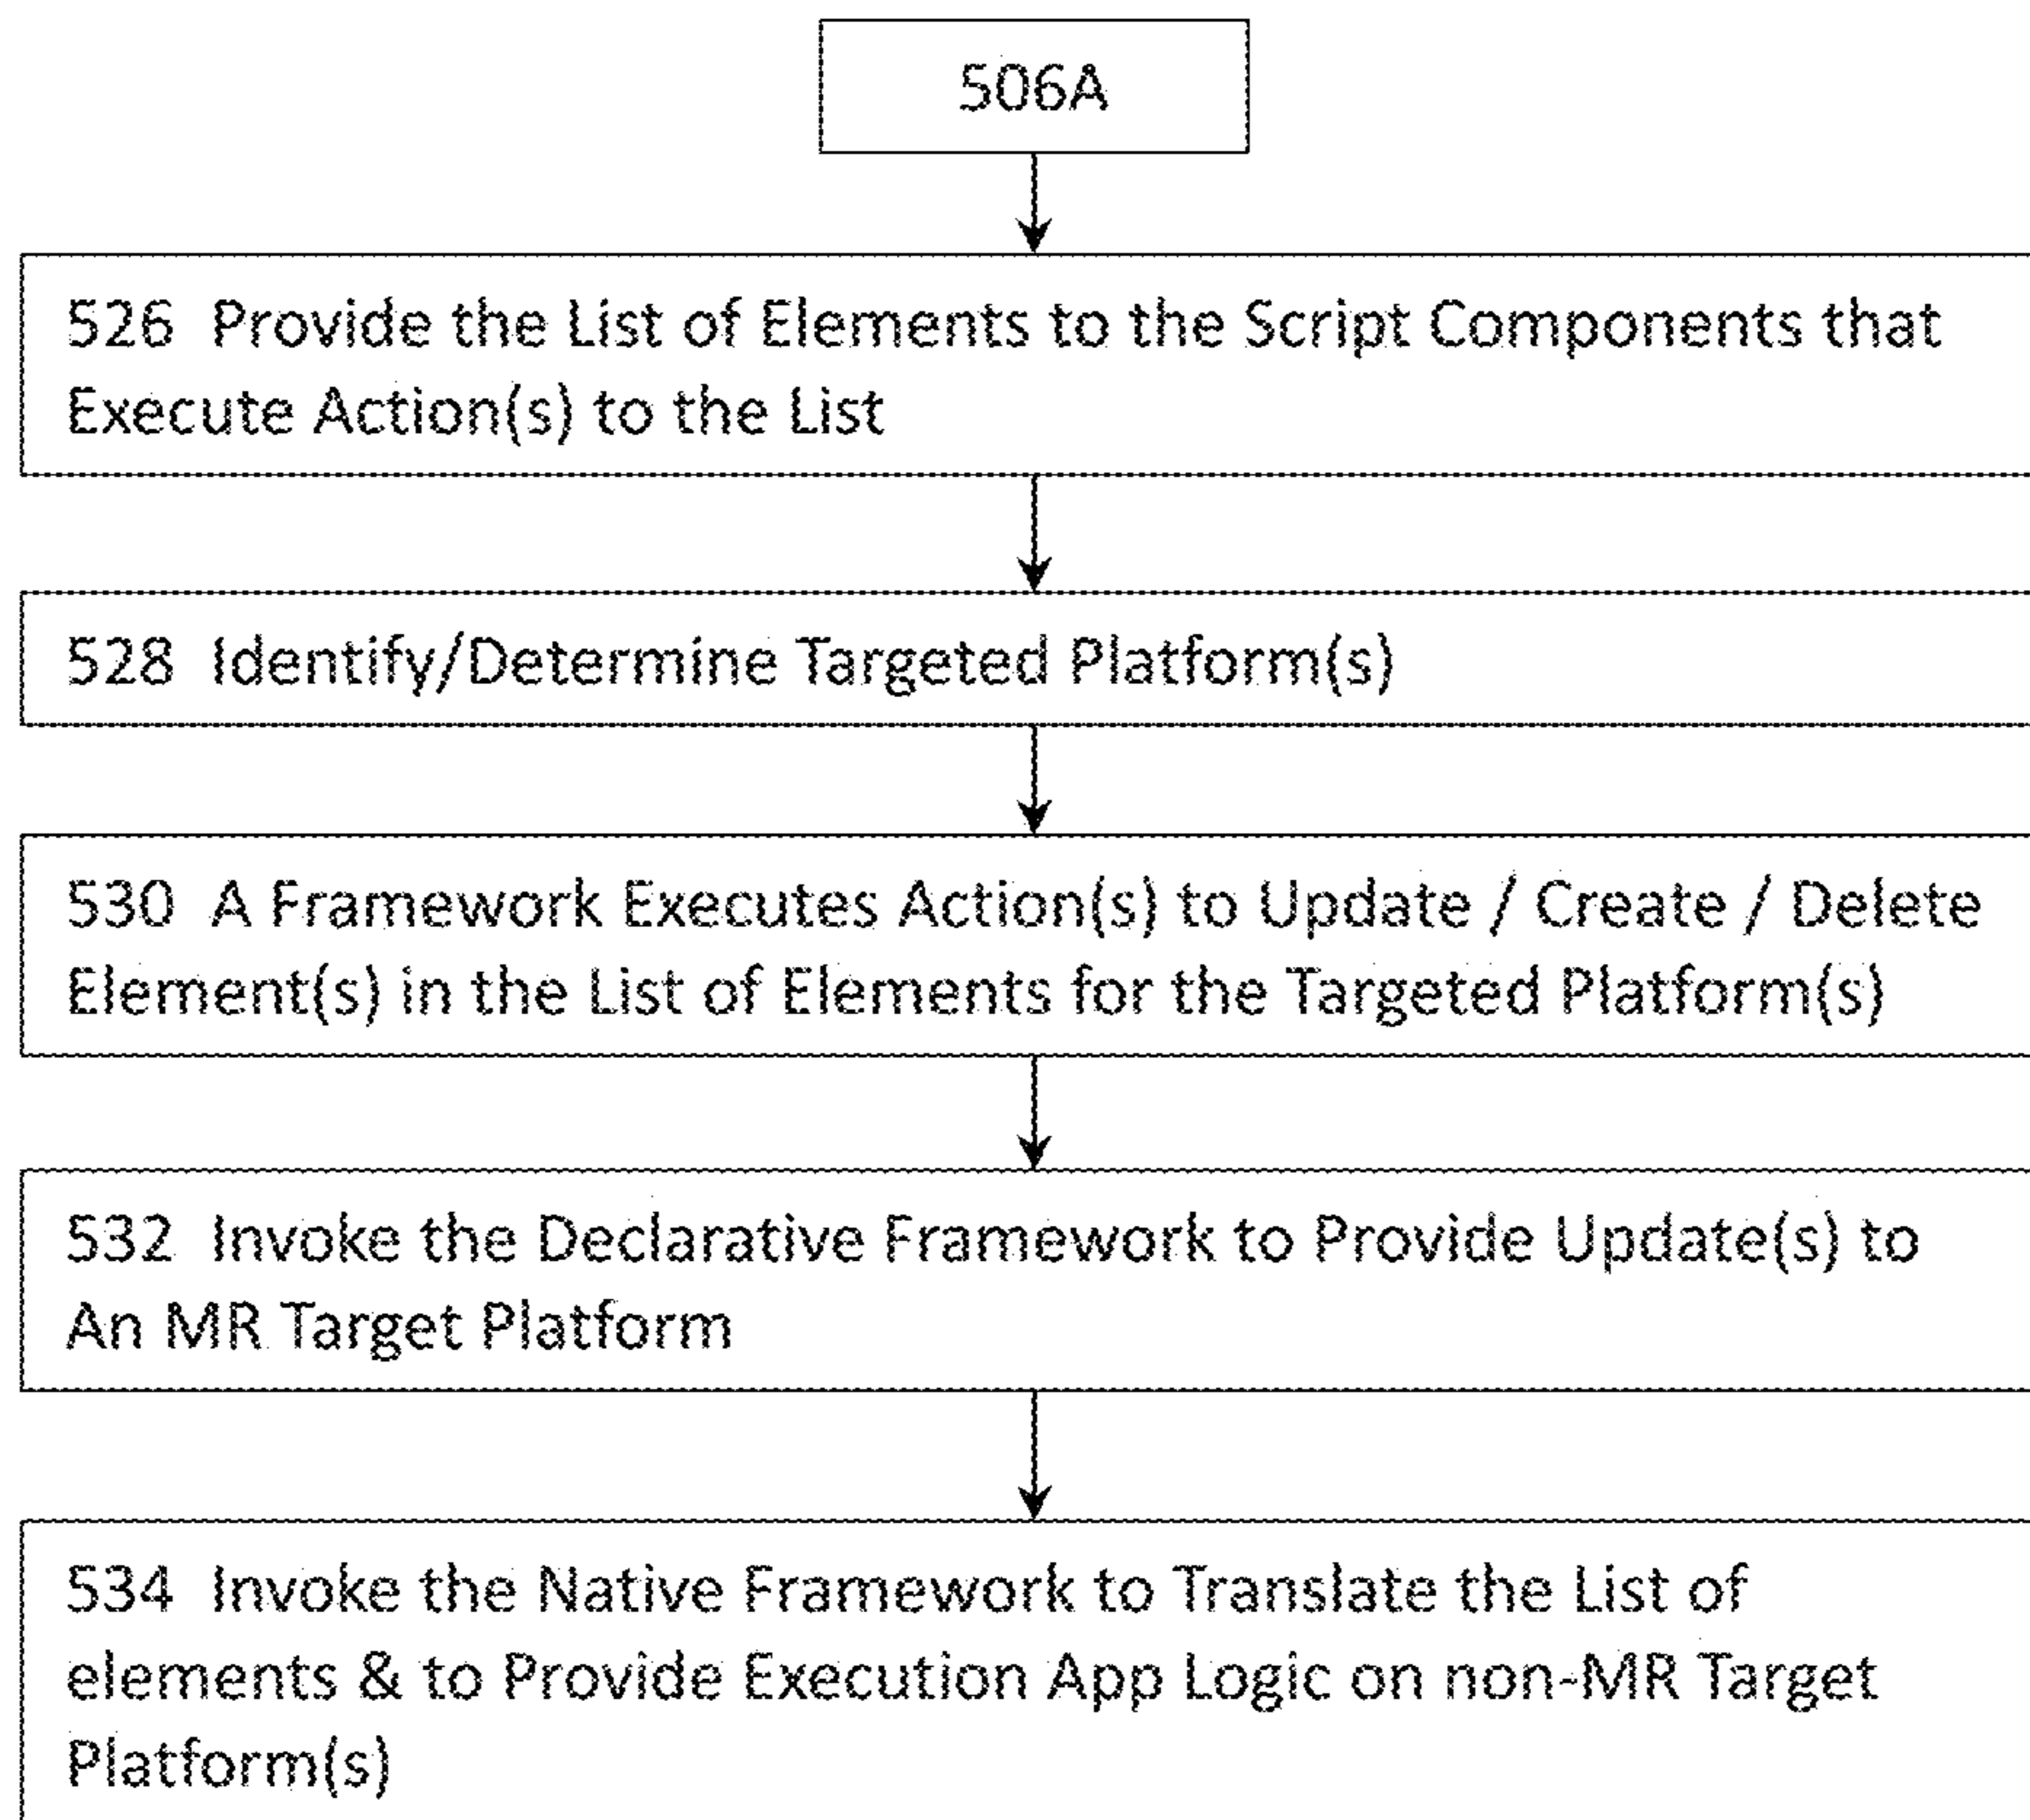 506A
526 Provide the List of Elements to the Script Components that
Execute Action(s) to the List
528 Identify/Determine Targeted Platform(s)
530 A Framework Executes Action(s) to Update / Create / Delete
Element(s) in the List of Elements for the Targeted Platform(s)
532 Invoke the Declarative Framework to Provide Update(s) to
An MR Target Platform
534 Invoke the Native Framework to Translate the List of
elements & to Provide Execution App Logic on non-MR Target
Platform(s)